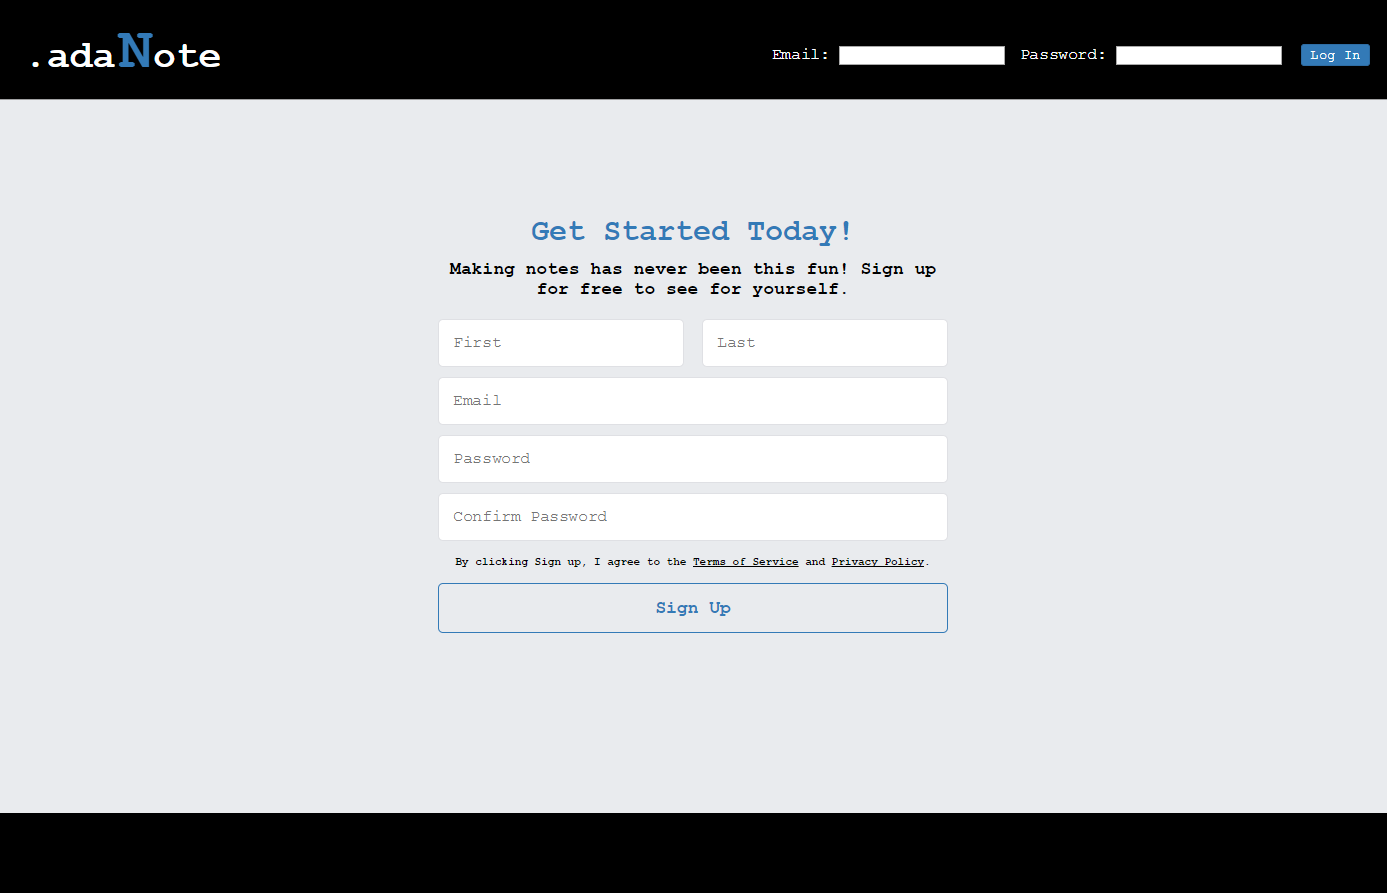 .adaNote
Email: Password: Log In
Get Started Today!
Making notes has never been this fun! Sign up
for free to see for yourself.
First Last
Email
Password
Confirm Password
By clicking Sign up, I agree to the Terms of Service and Privacy Policy.
Sign Up